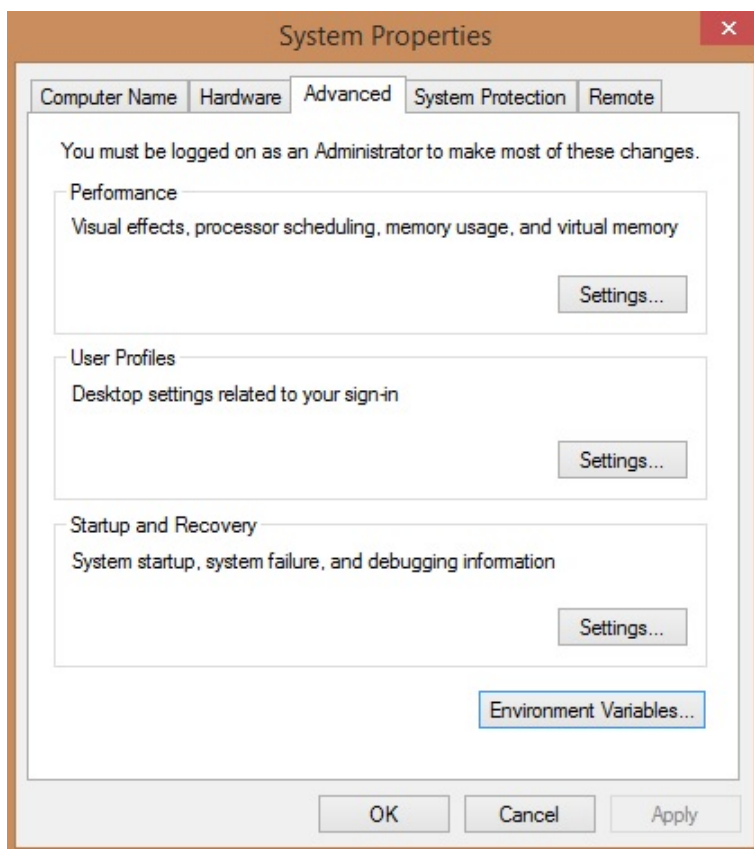 System Properties
Computer Name Hardware Advanced System Protection Remote
You must be logged on as an Administrator to make most of these changes.
Performance
Visual effects, processor scheduling, memory usage, and virtual memory
Settings...
User Profiles
Desktop settings related to your sign-in
Settings...
Startup and Recovery
System startup, system failure, and debugging information
Settings...
Environment Variables...
OK Cancel Apply